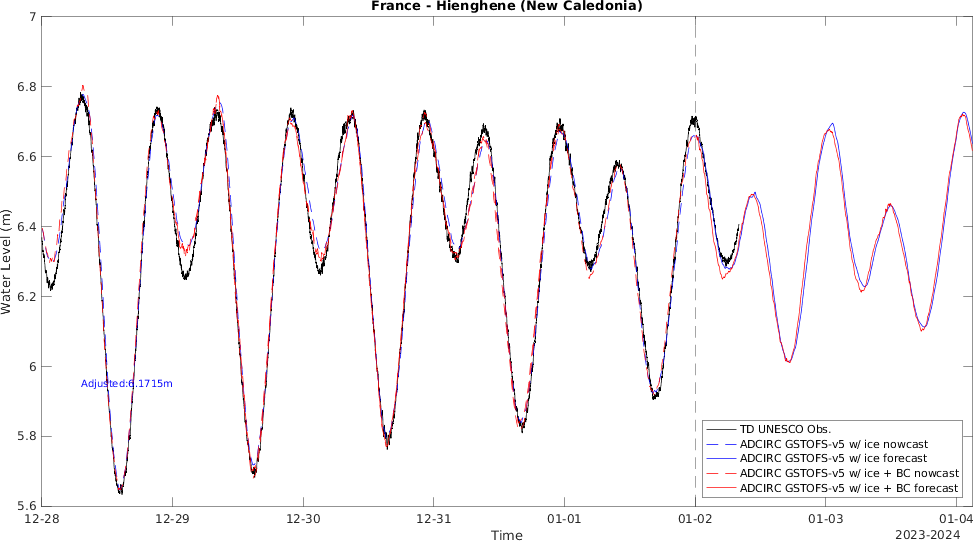 France - Hienghene (New Caledonia)
7
6.8
6.6
6.4
6.2
6
5.8
5.6
Water Level (m)
Adjusted:6.1715m
TD UNESCO Obs.
ADCIRC GSTOFS-v5 w/ ice nowcast
ADCIRC GSTOFS-v5 w/ ice forecast
ADCIRC GSTOFS-v5 w/ ice + BC nowcast
ADCIRC GSTOFS-v5 w/ ice + BC forecast
12-28 12-29 12-30 12-31 01-01 01-02 01-03 01-04
Time
2023-2024